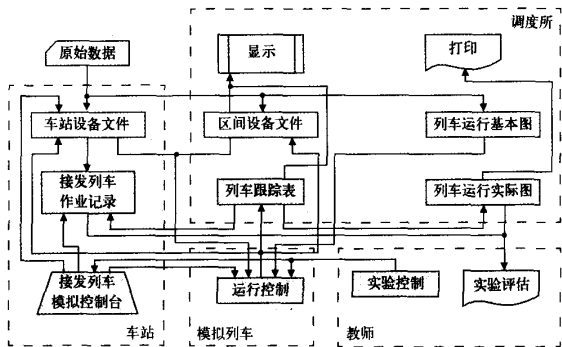 调度所
原始数据
显示
打印
车站设备文件
区间设备文件
列车运行基本图
接发列车
作业记录
列车跟踪表
列车运行实际图
接发列车
模拟控制台
运行控制
实验控制
实验评估
车站
模拟列车
教师